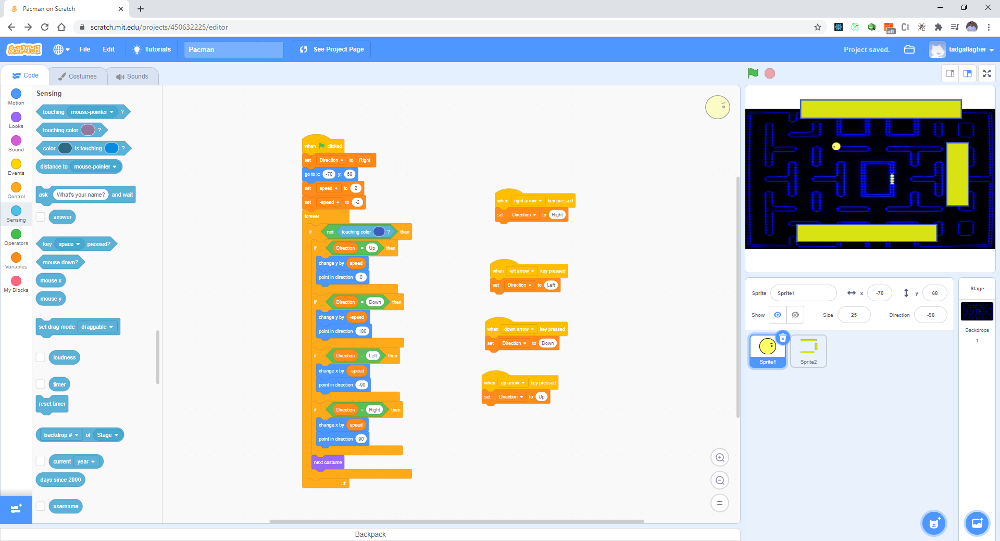 Pacman on Scratch
scratch.mit.edu/projects/450632225/editor
off
SCRATCH
File Edit Tutorials Pacman See Project Page Project saved. tadgallagher
Code Costumes Sounds
Motion
Looks
Sound
Events
Control
Sensing
Operators
Variables
My Blocks
Sensing
touching mouse-pointer ?
touching color ?
color is touching ?
distance to mouse-pointer
ask What's your name? and wait
answer
key space pressed?
mouse down?
mouse x
mouse y
set drag mode draggable
loudness
timer
reset timer
backdrop # of Stage
current year
days since 2000
username
when clicked
set Direction to Right
go to x: -70 y: 68
set speed to 2
set -speed to -2
forever
if not touching color ? then
if Direction = Up then
change y by speed
point in direction 0
if Direction = Down then
change y by -speed
point in direction 180
if Direction = Left then
change x by -speed
point in direction -90
if Direction = Right then
change x by speed
point in direction 90
next costume
when right arrow key pressed
set Direction to Right
when left arrow key pressed
set Direction to Left
when down arrow key pressed
set Direction to Down
when up arrow key pressed
set Direction to Up
Sprite Sprite1 x -70 y 68
Show Size 25 Direction -90
Sprite1 Sprite2
Stage
Backdrops
1
Backpack